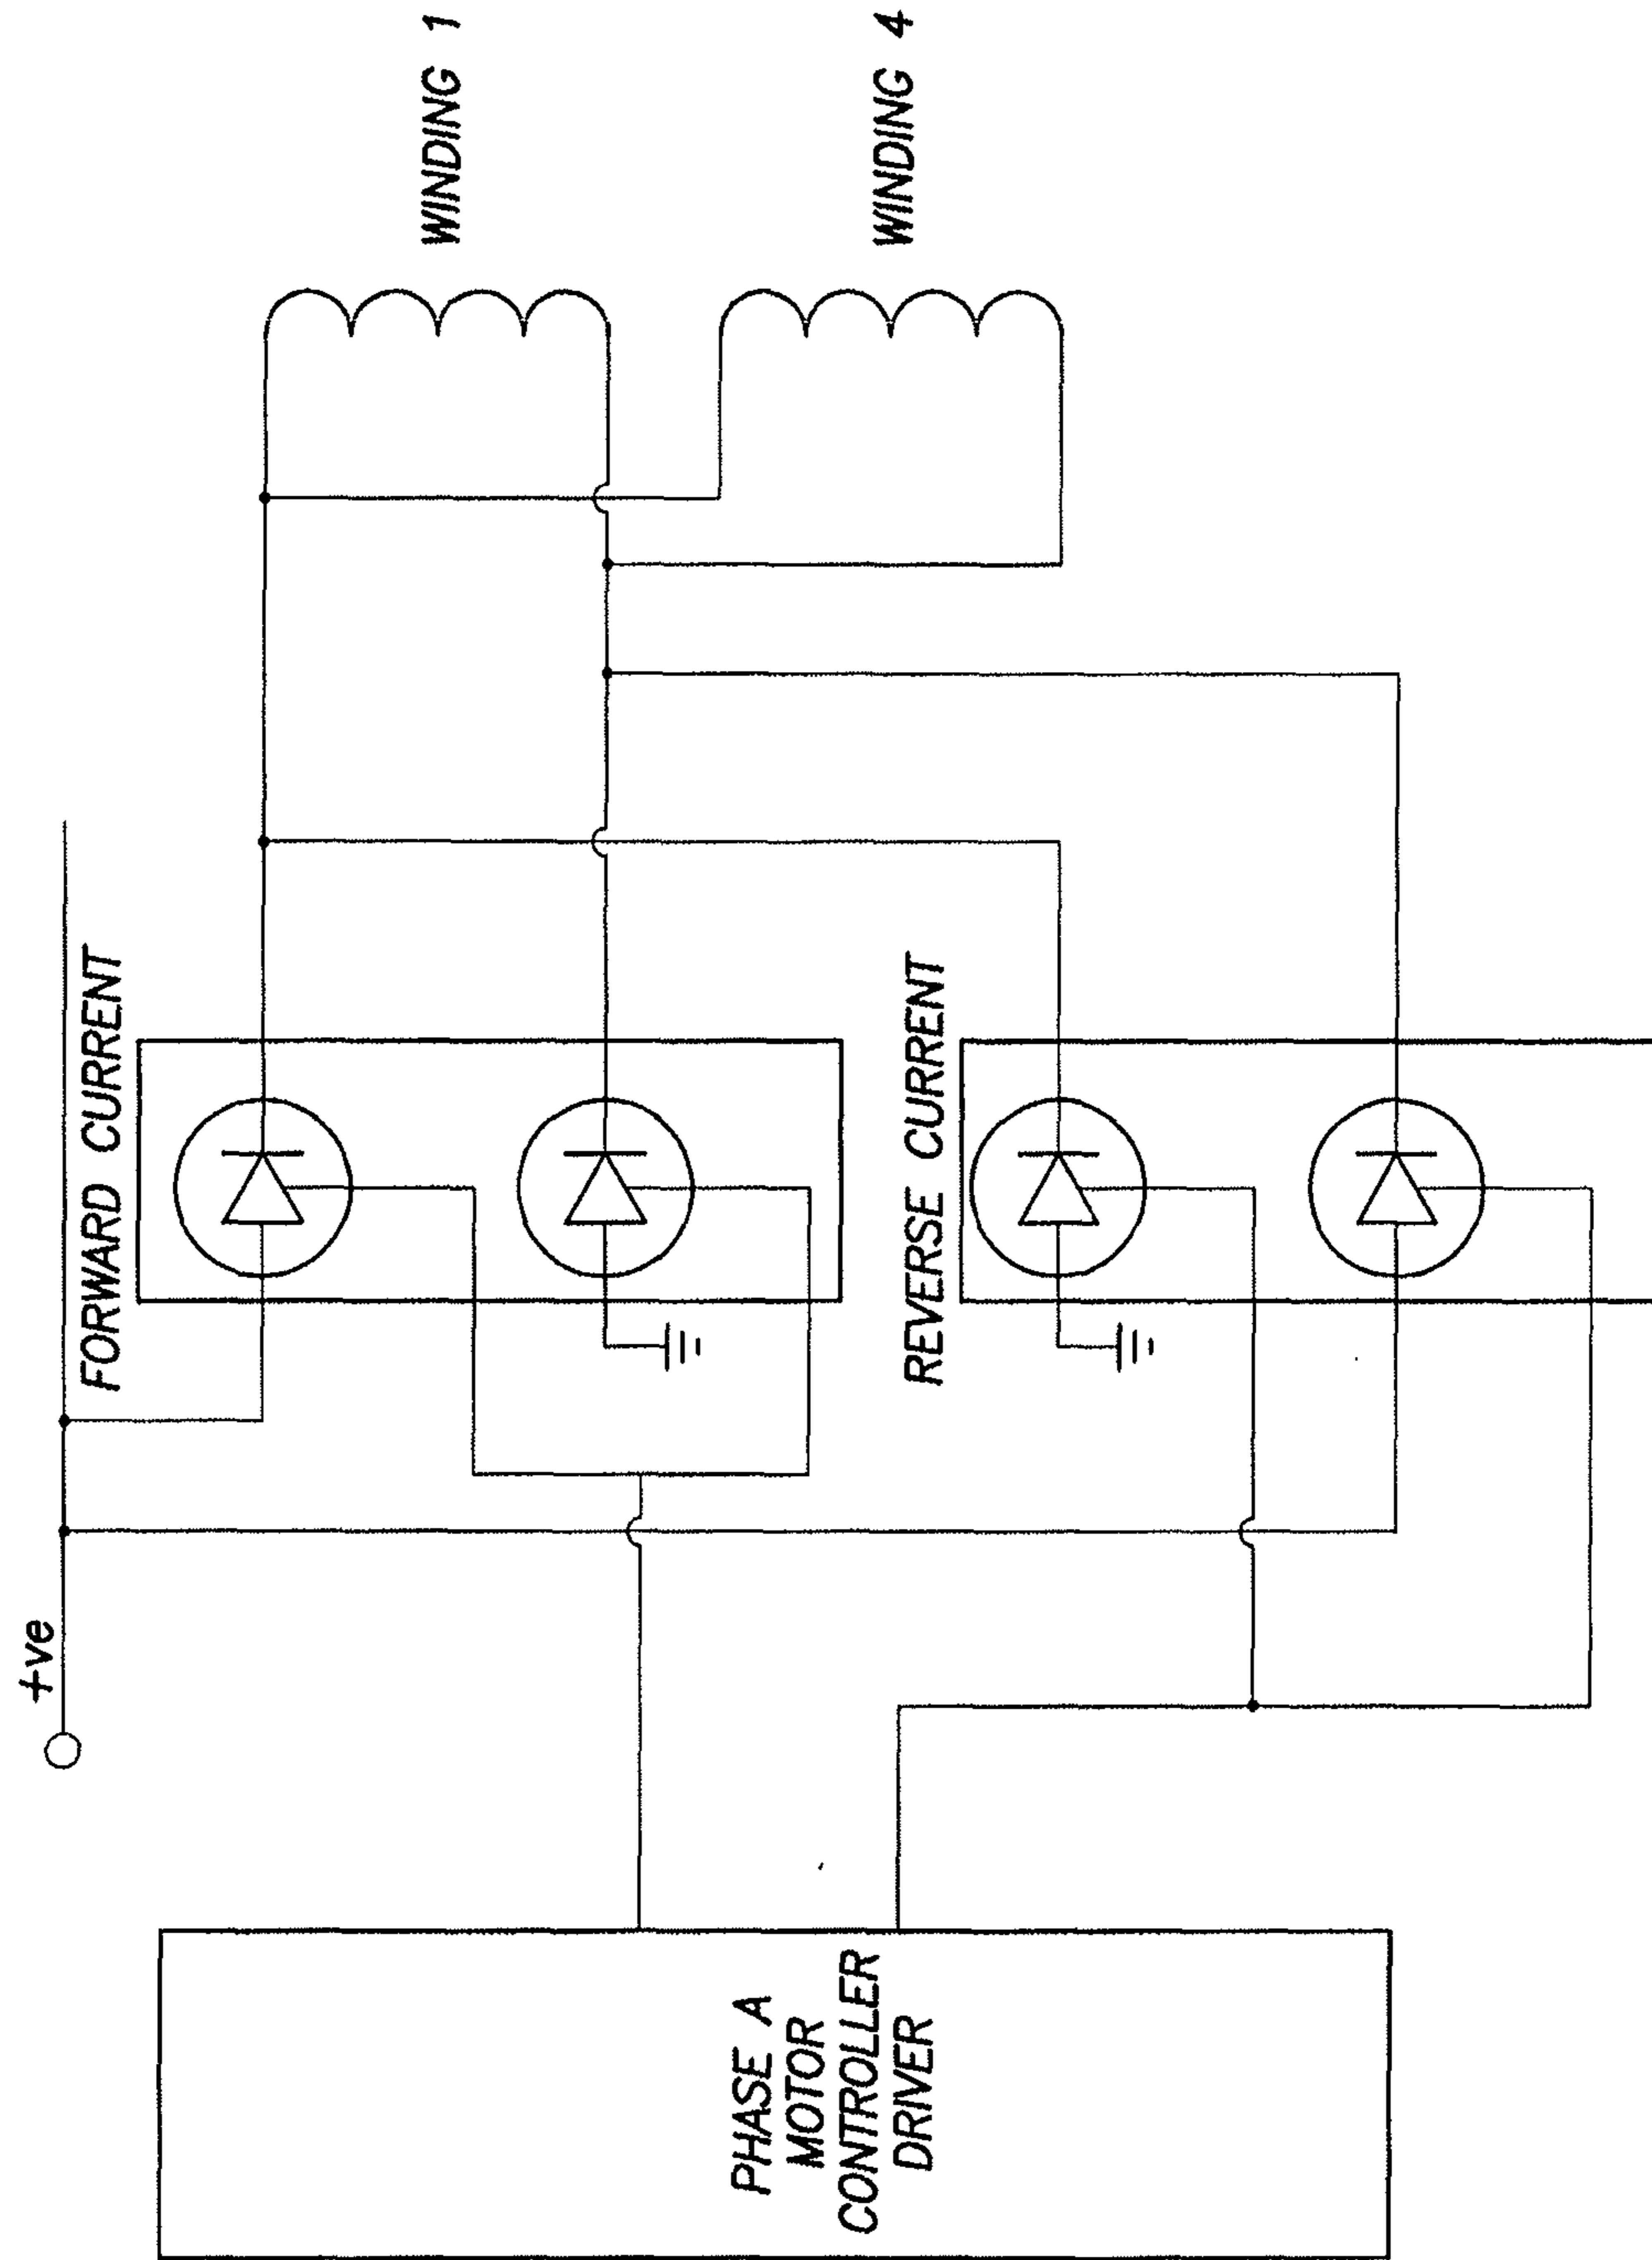 +ve
FORWARD CURRENT
WINDING 1
PHASE A
MOTOR
CONTROLLER
DRIVER
REVERSE CURRENT
WINDING 4